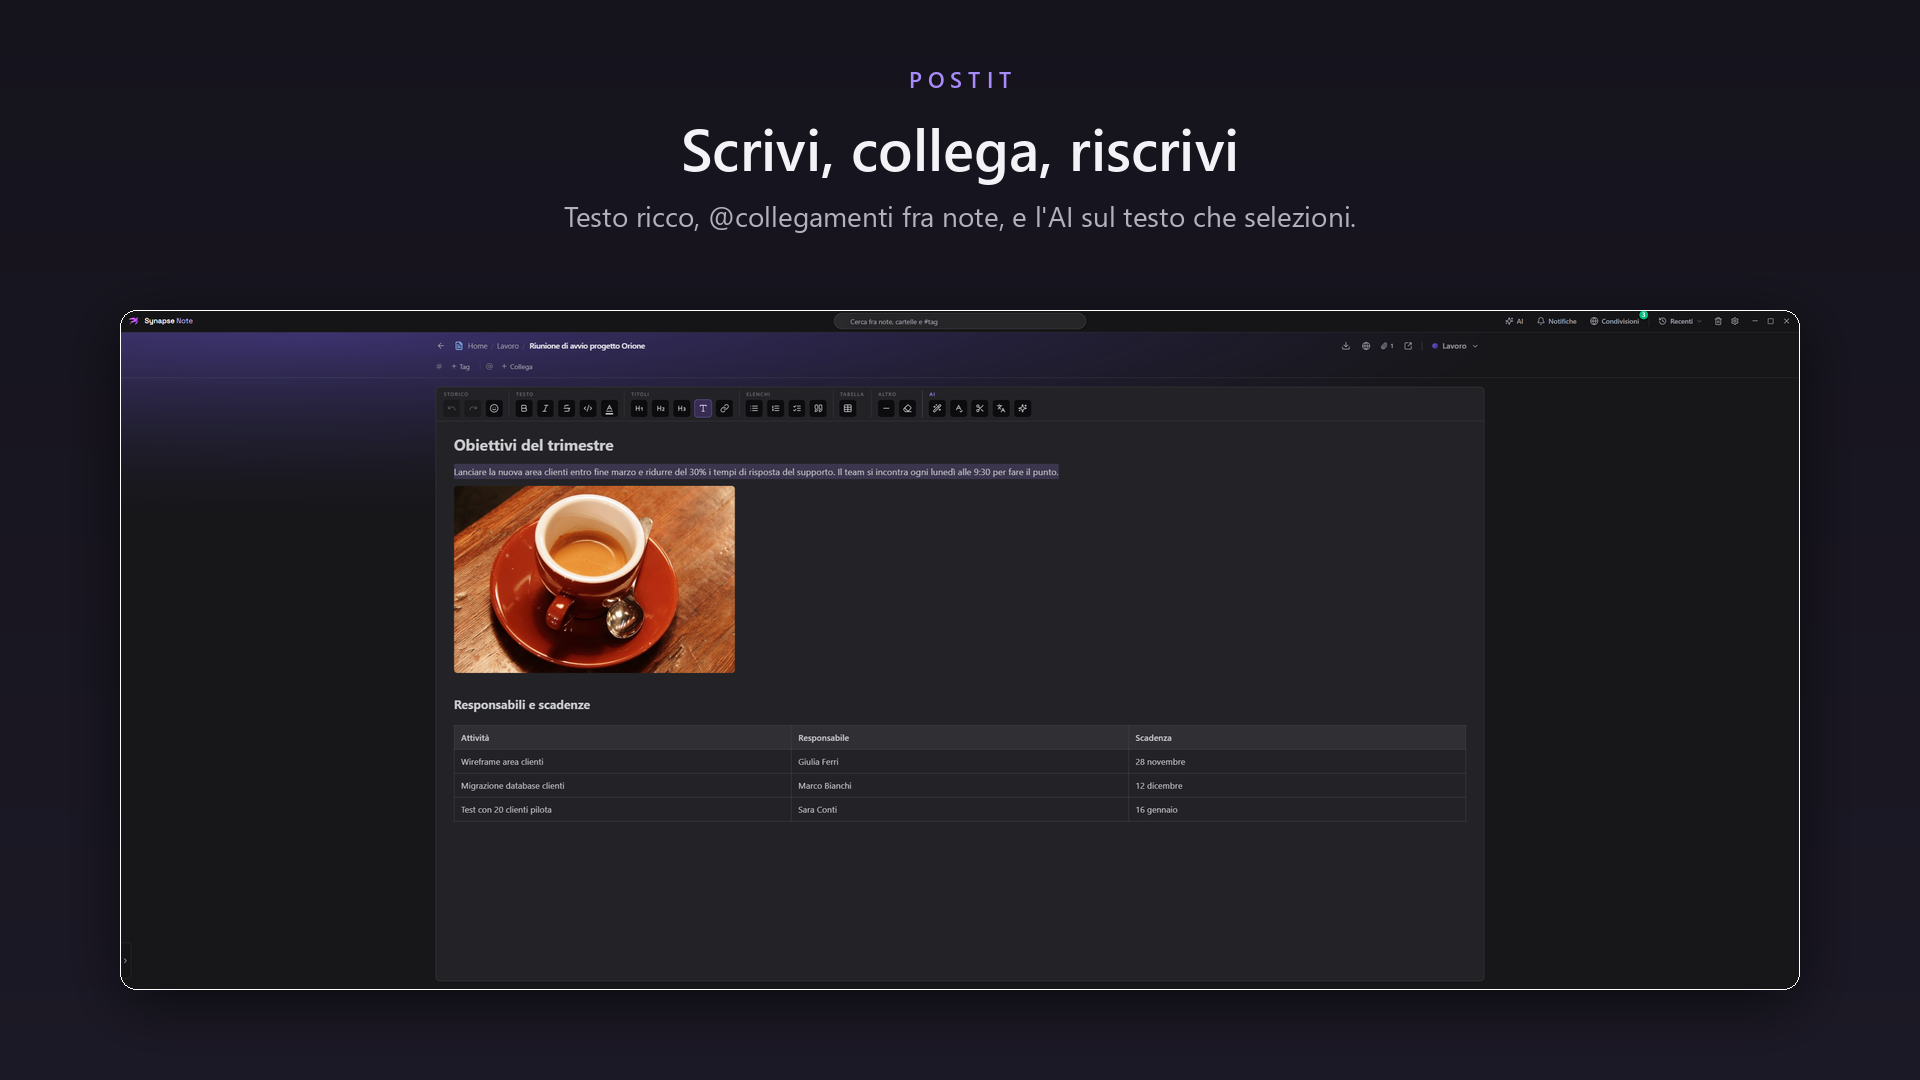 POSTIT
Scrivi, collega, riscrivi
Testo ricco, @collegamenti fra note, e l'AI sul testo che selezioni.
Synapse Note
Cerca fra note, cartelle e #tag
AI
Notifiche
Condivisioni
3
Recenti
Home / Lavoro / Riunione di avvio progetto Orione
1
Lavoro
# + Tag @ + Collega
STORICO TESTO TITOLI ELENCHI TABELLA ALTRO AI
B I S H1 H2 H3 T
Obiettivi del trimestre
Lanciare la nuova area clienti entro fine marzo e ridurre del 30% i tempi di risposta del supporto. Il team si incontra ogni lunedì alle 9:30 per fare il punto.
Responsabili e scadenze
Attività Responsabile Scadenza
Wireframe area clienti Giulia Ferri 28 novembre
Migrazione database clienti Marco Bianchi 12 dicembre
Test con 20 clienti pilota Sara Conti 16 gennaio